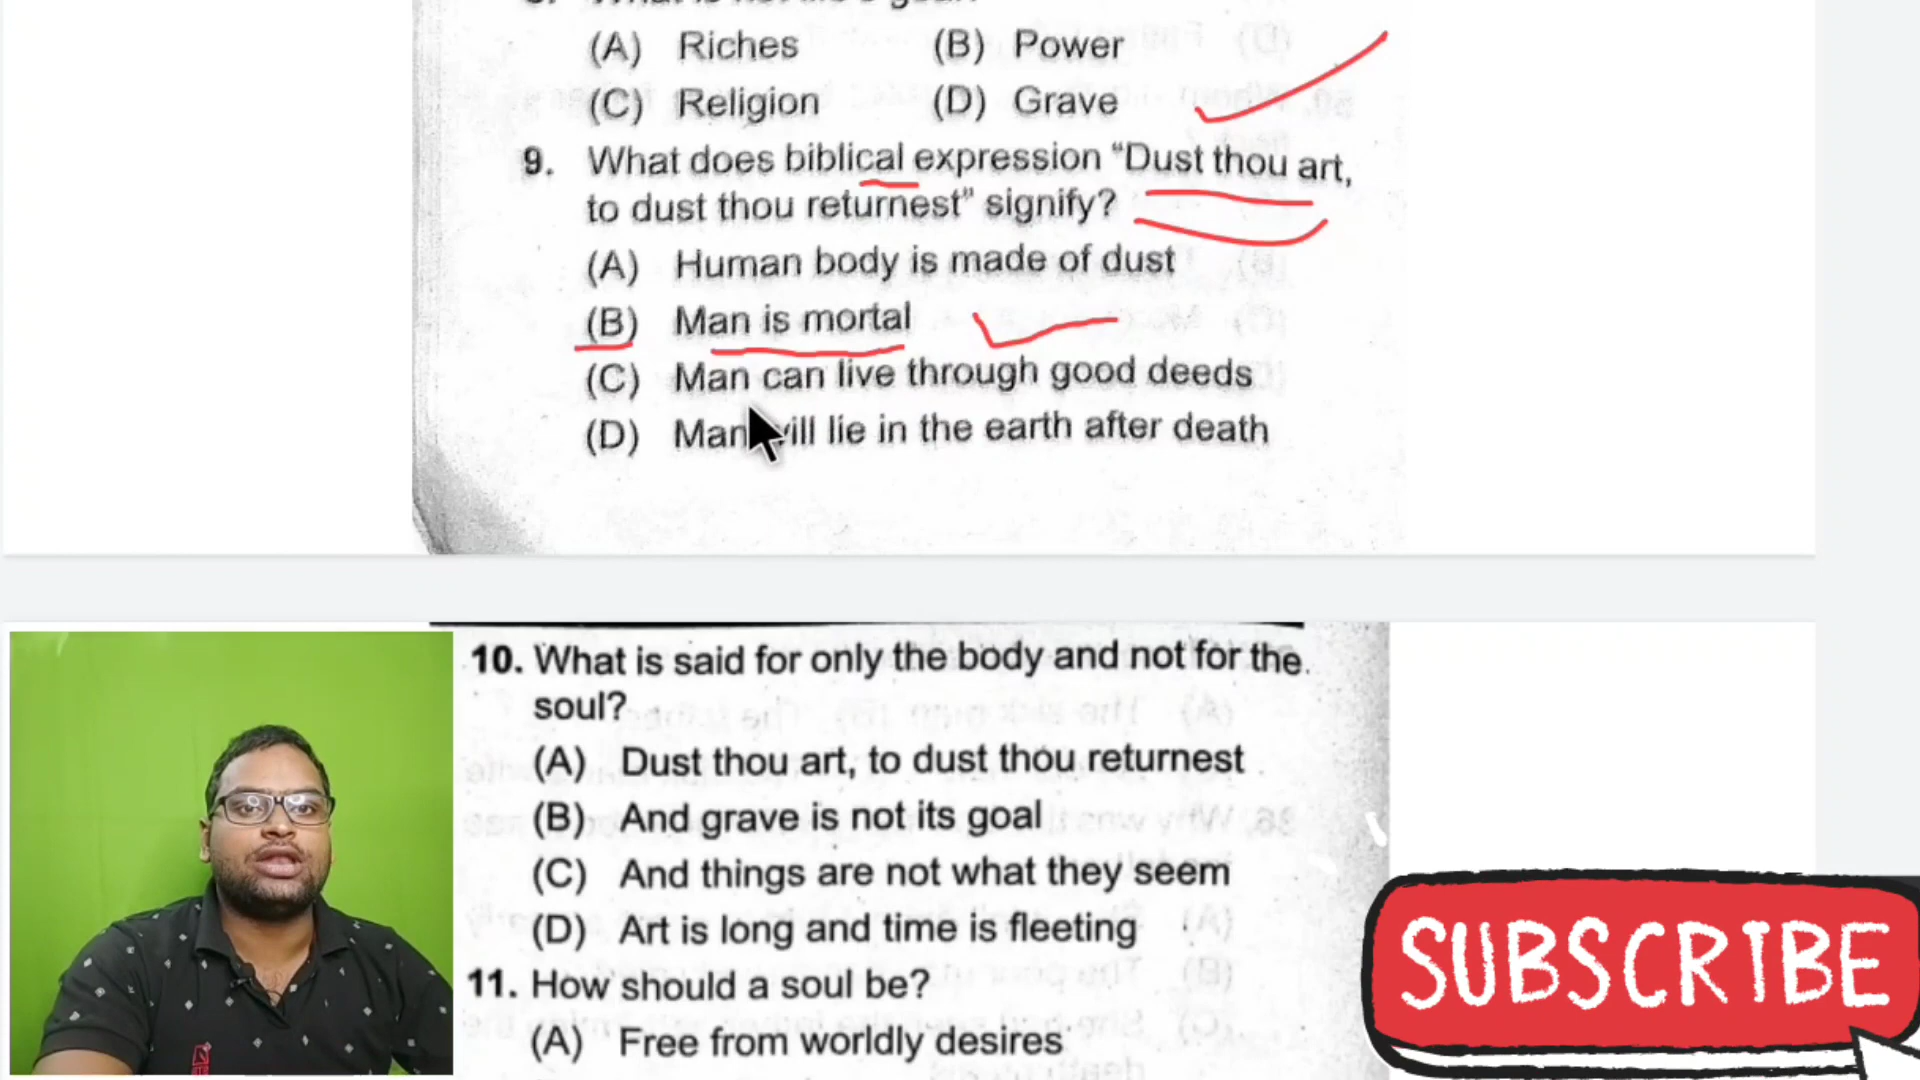 (A) Riches (B) Power
(C) Religion (D) Grave
9. What does biblical expression “Dust thou art,
to dust thou returnest” signify?
(A) Human body is made of dust
(B) Man is mortal
(C) Man can live through good deeds
(D) Man will lie in the earth after death
10. What is said for only the body and not for the
soul?
(A) Dust thou art, to dust thou returnest
(B) And grave is not its goal
(C) And things are not what they seem
(D) Art is long and time is fleeting
11. How should a soul be?
(A) Free from worldly desires
SUBSCRIBE